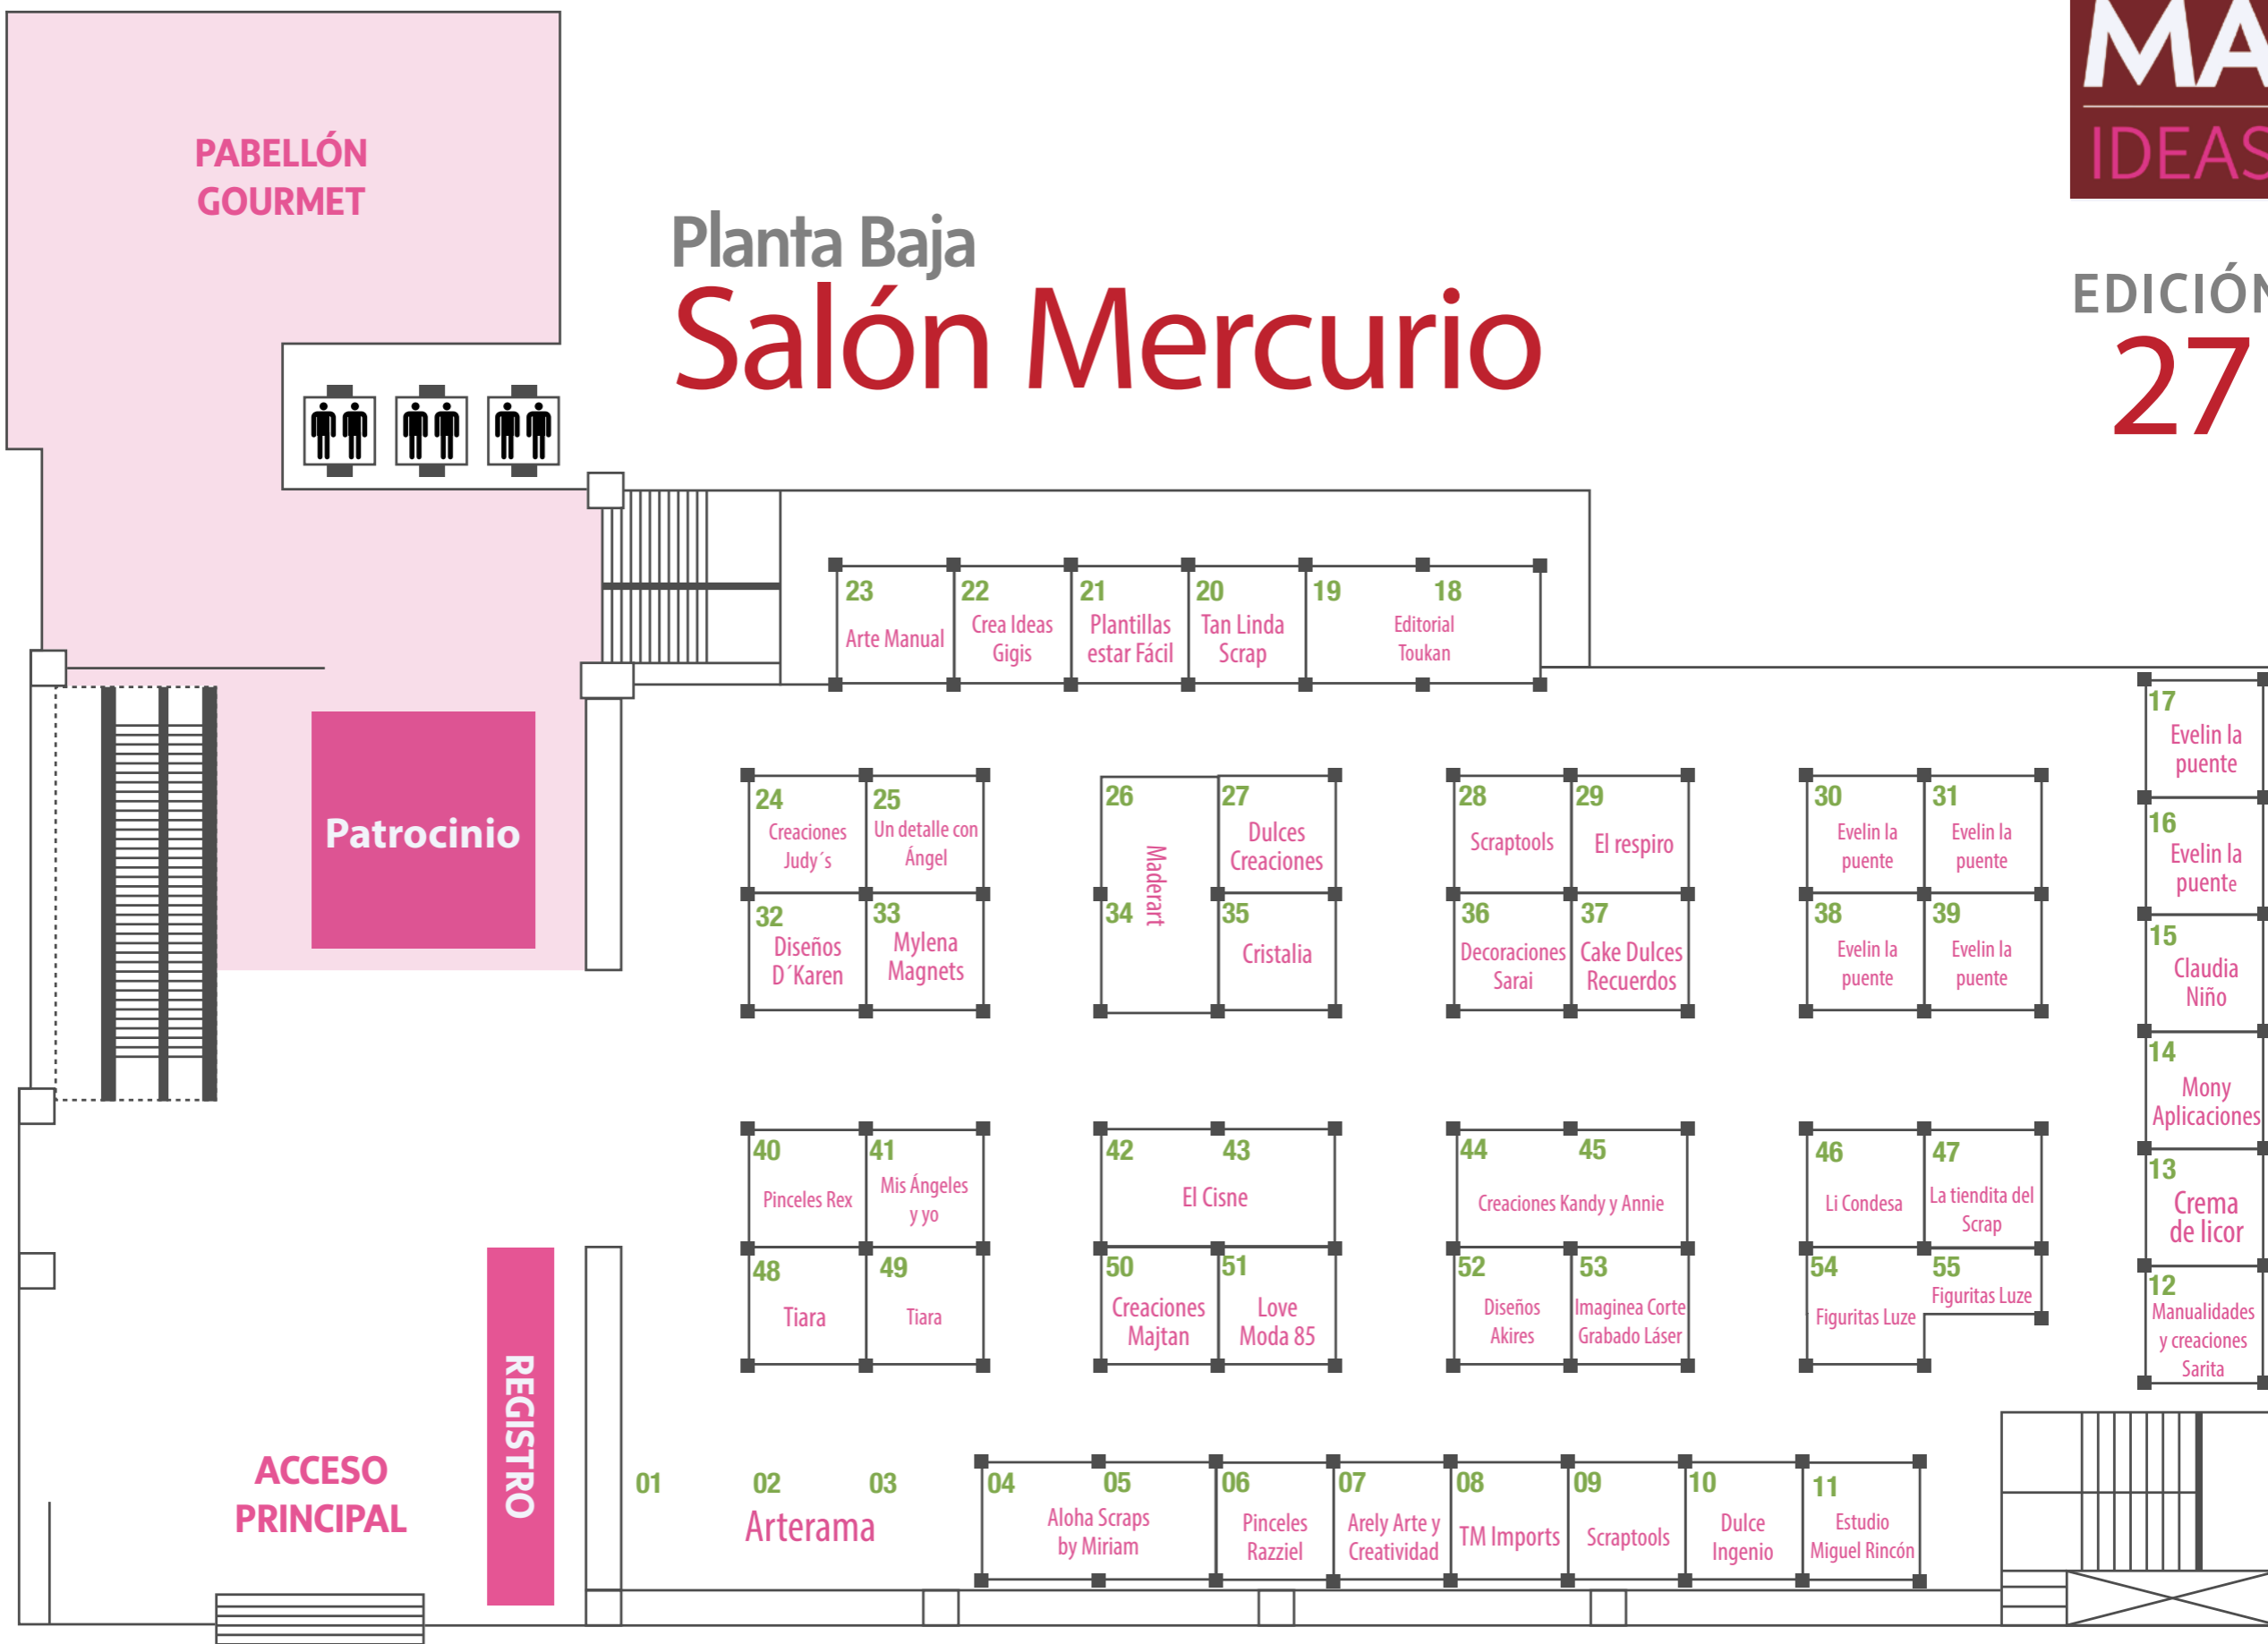 MA
IDEAS
EDICIÓN
27
PABELLÓN
GOURMET
Planta Baja
Salón Mercurio
23
Arte Manual
22
Crea Ideas
Gigis
21
Plantillas
estar Fácil
20
Tan Linda
Scrap
19
18
Editorial
Toukan
17
Evelin la
puente
16
Evelin la
puente
15
Claudia
Niño
14
Mony
Aplicaciones
13
Crema
de licor
12
Manualidades
y creaciones
Sarita
Patrocinio
24
Creaciones
Judy´s
25
Un detalle con
Ángel
32
Diseños
D´Karen
33
Mylena
Magnets
26
34
Maderart
27
Dulces
Creaciones
35
Cristalia
28
Scraptools
29
El respiro
36
Decoraciones
Sarai
37
Cake Dulces
Recuerdos
30
Evelin la
puente
31
Evelin la
puente
38
Evelin la
puente
39
Evelin la
puente
40
Pinceles Rex
41
Mis Ángeles
y yo
48
Tiara
49
Tiara
42
43
El Cisne
50
Creaciones
Majtan
51
Love
Moda 85
44
45
Creaciones Kandy y Annie
52
Diseños
Akires
53
Imaginea Corte
Grabado Láser
46
Li Condesa
47
La tiendita del
Scrap
54
Figuritas Luze
55
Figuritas Luze
REGISTRO
ACCESO
PRINCIPAL
01
02
03
Arterama
04
05
Aloha Scraps
by Miriam
06
Pinceles
Razziel
07
Arely Arte y
Creatividad
08
TM Imports
09
Scraptools
10
Dulce
Ingenio
11
Estudio
Miguel Rincón